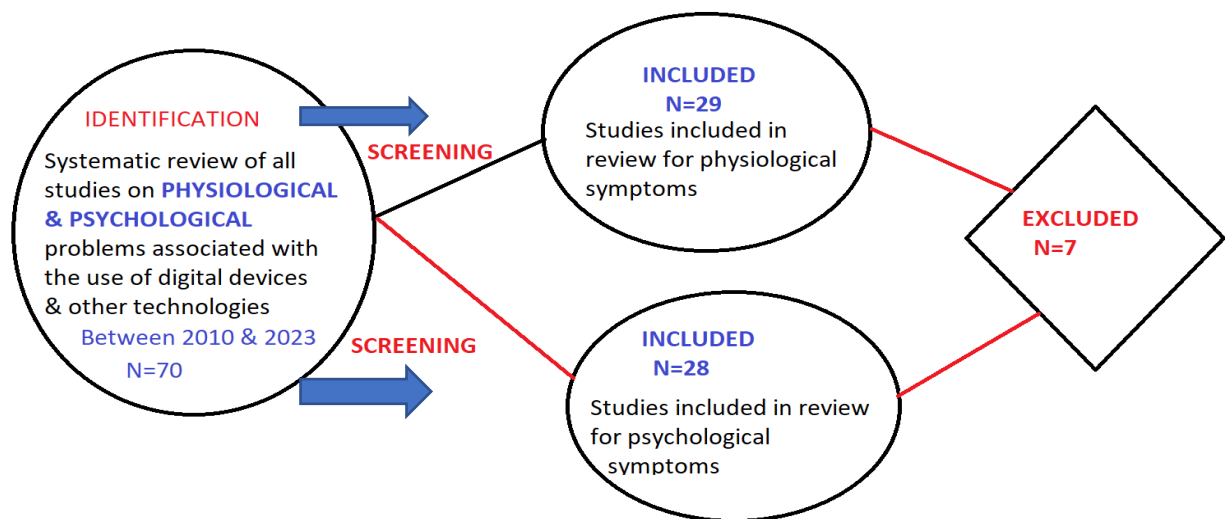 IDENTIFICATION
Systematic review of all
studies on PHYSIOLOGICAL
& PSYCHOLOGICAL
problems associated with
the use of digital devices
& other technologies
Between 2010 & 2023
N=70
SCREENING
SCREENING
INCLUDED
N=29
Studies included in
review for physiological
symptoms
INCLUDED
N=28
Studies included in review
for psychological
symptoms
EXCLUDED
N=7